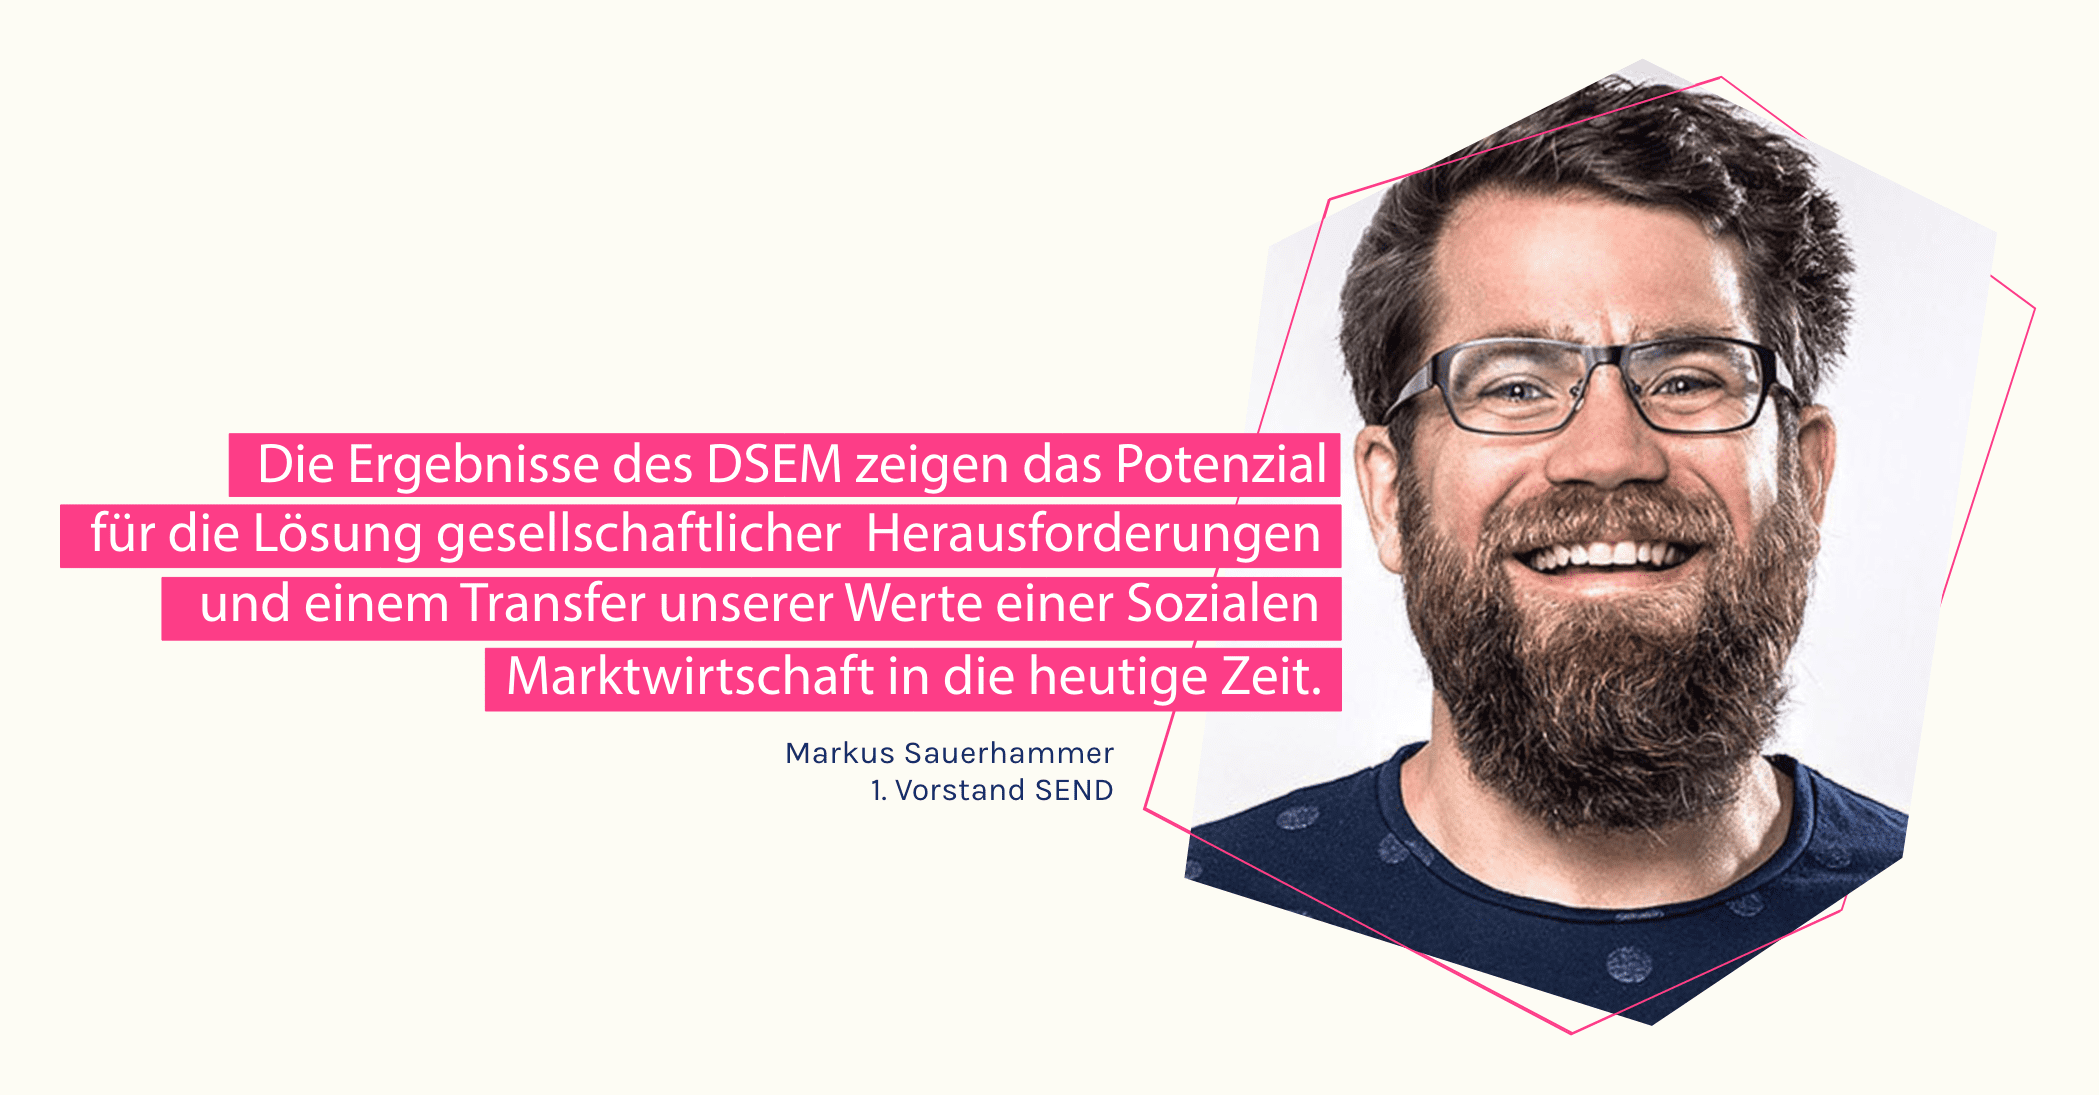 Die Ergebnisse des DSEM zeigen das Potenzial
für die Lösung gesellschaftlicher Herausforderungen
und einem Transfer unserer Werte einer Sozialen
Marktwirtschaft in die heutige Zeit.
Markus Sauerhammer
1. Vorstand SEND